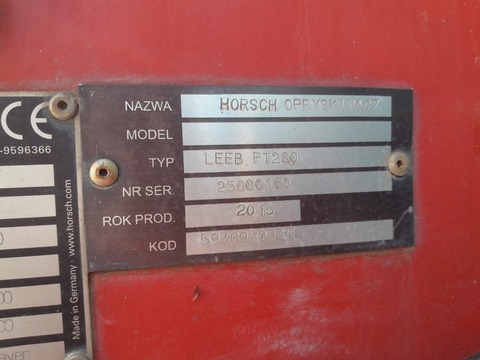 CE
-9596366
Made in Germany · www.horsch.com
NAZWA HORSCH OPRYSKIWACZ
MODEL
TYP LEEB PT280
NR SER. 25000160
ROK PROD. 2015
KOD